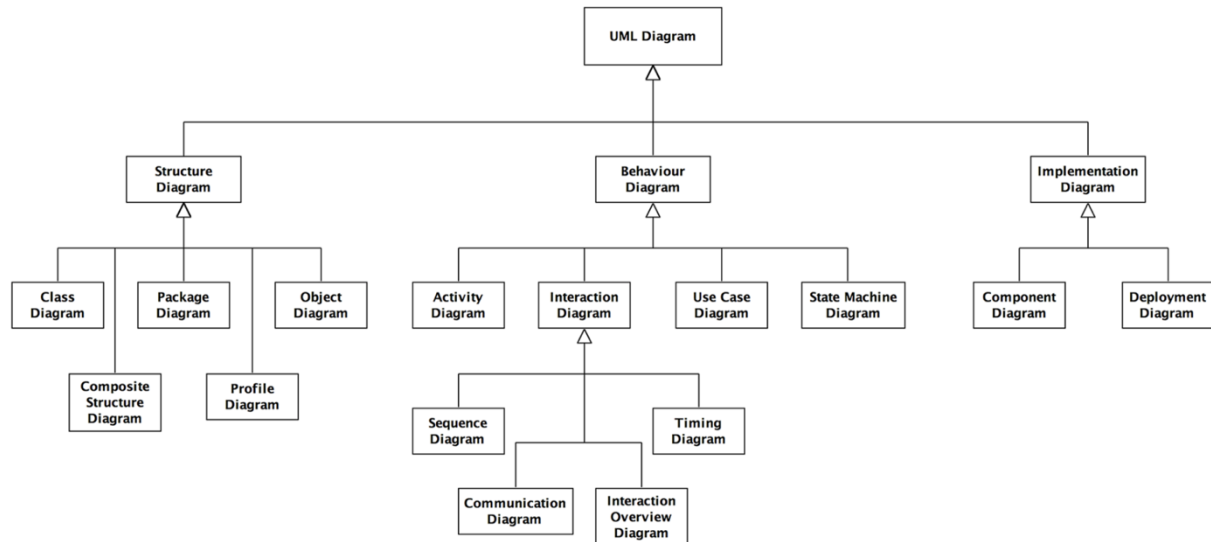 UML Diagram
Structure
Diagram
Behaviour
Diagram
Implementation
Diagram
Class
Diagram
Package
Diagram
Object
Diagram
Activity
Diagram
Interaction
Diagram
Use Case
Diagram
State Machine
Diagram
Component
Diagram
Deployment
Diagram
Composite
Structure
Diagram
Profile
Diagram
Sequence
Diagram
Timing
Diagram
Communication
Diagram
Interaction
Overview
Diagram